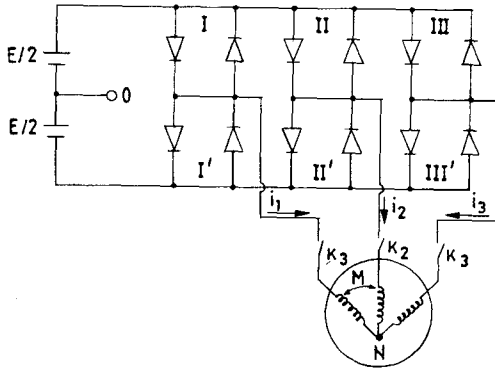 I II III
E/2
0
E/2
I' II' III'
i₁ i₂ i₃
K₃ K₂ K₃
M
N